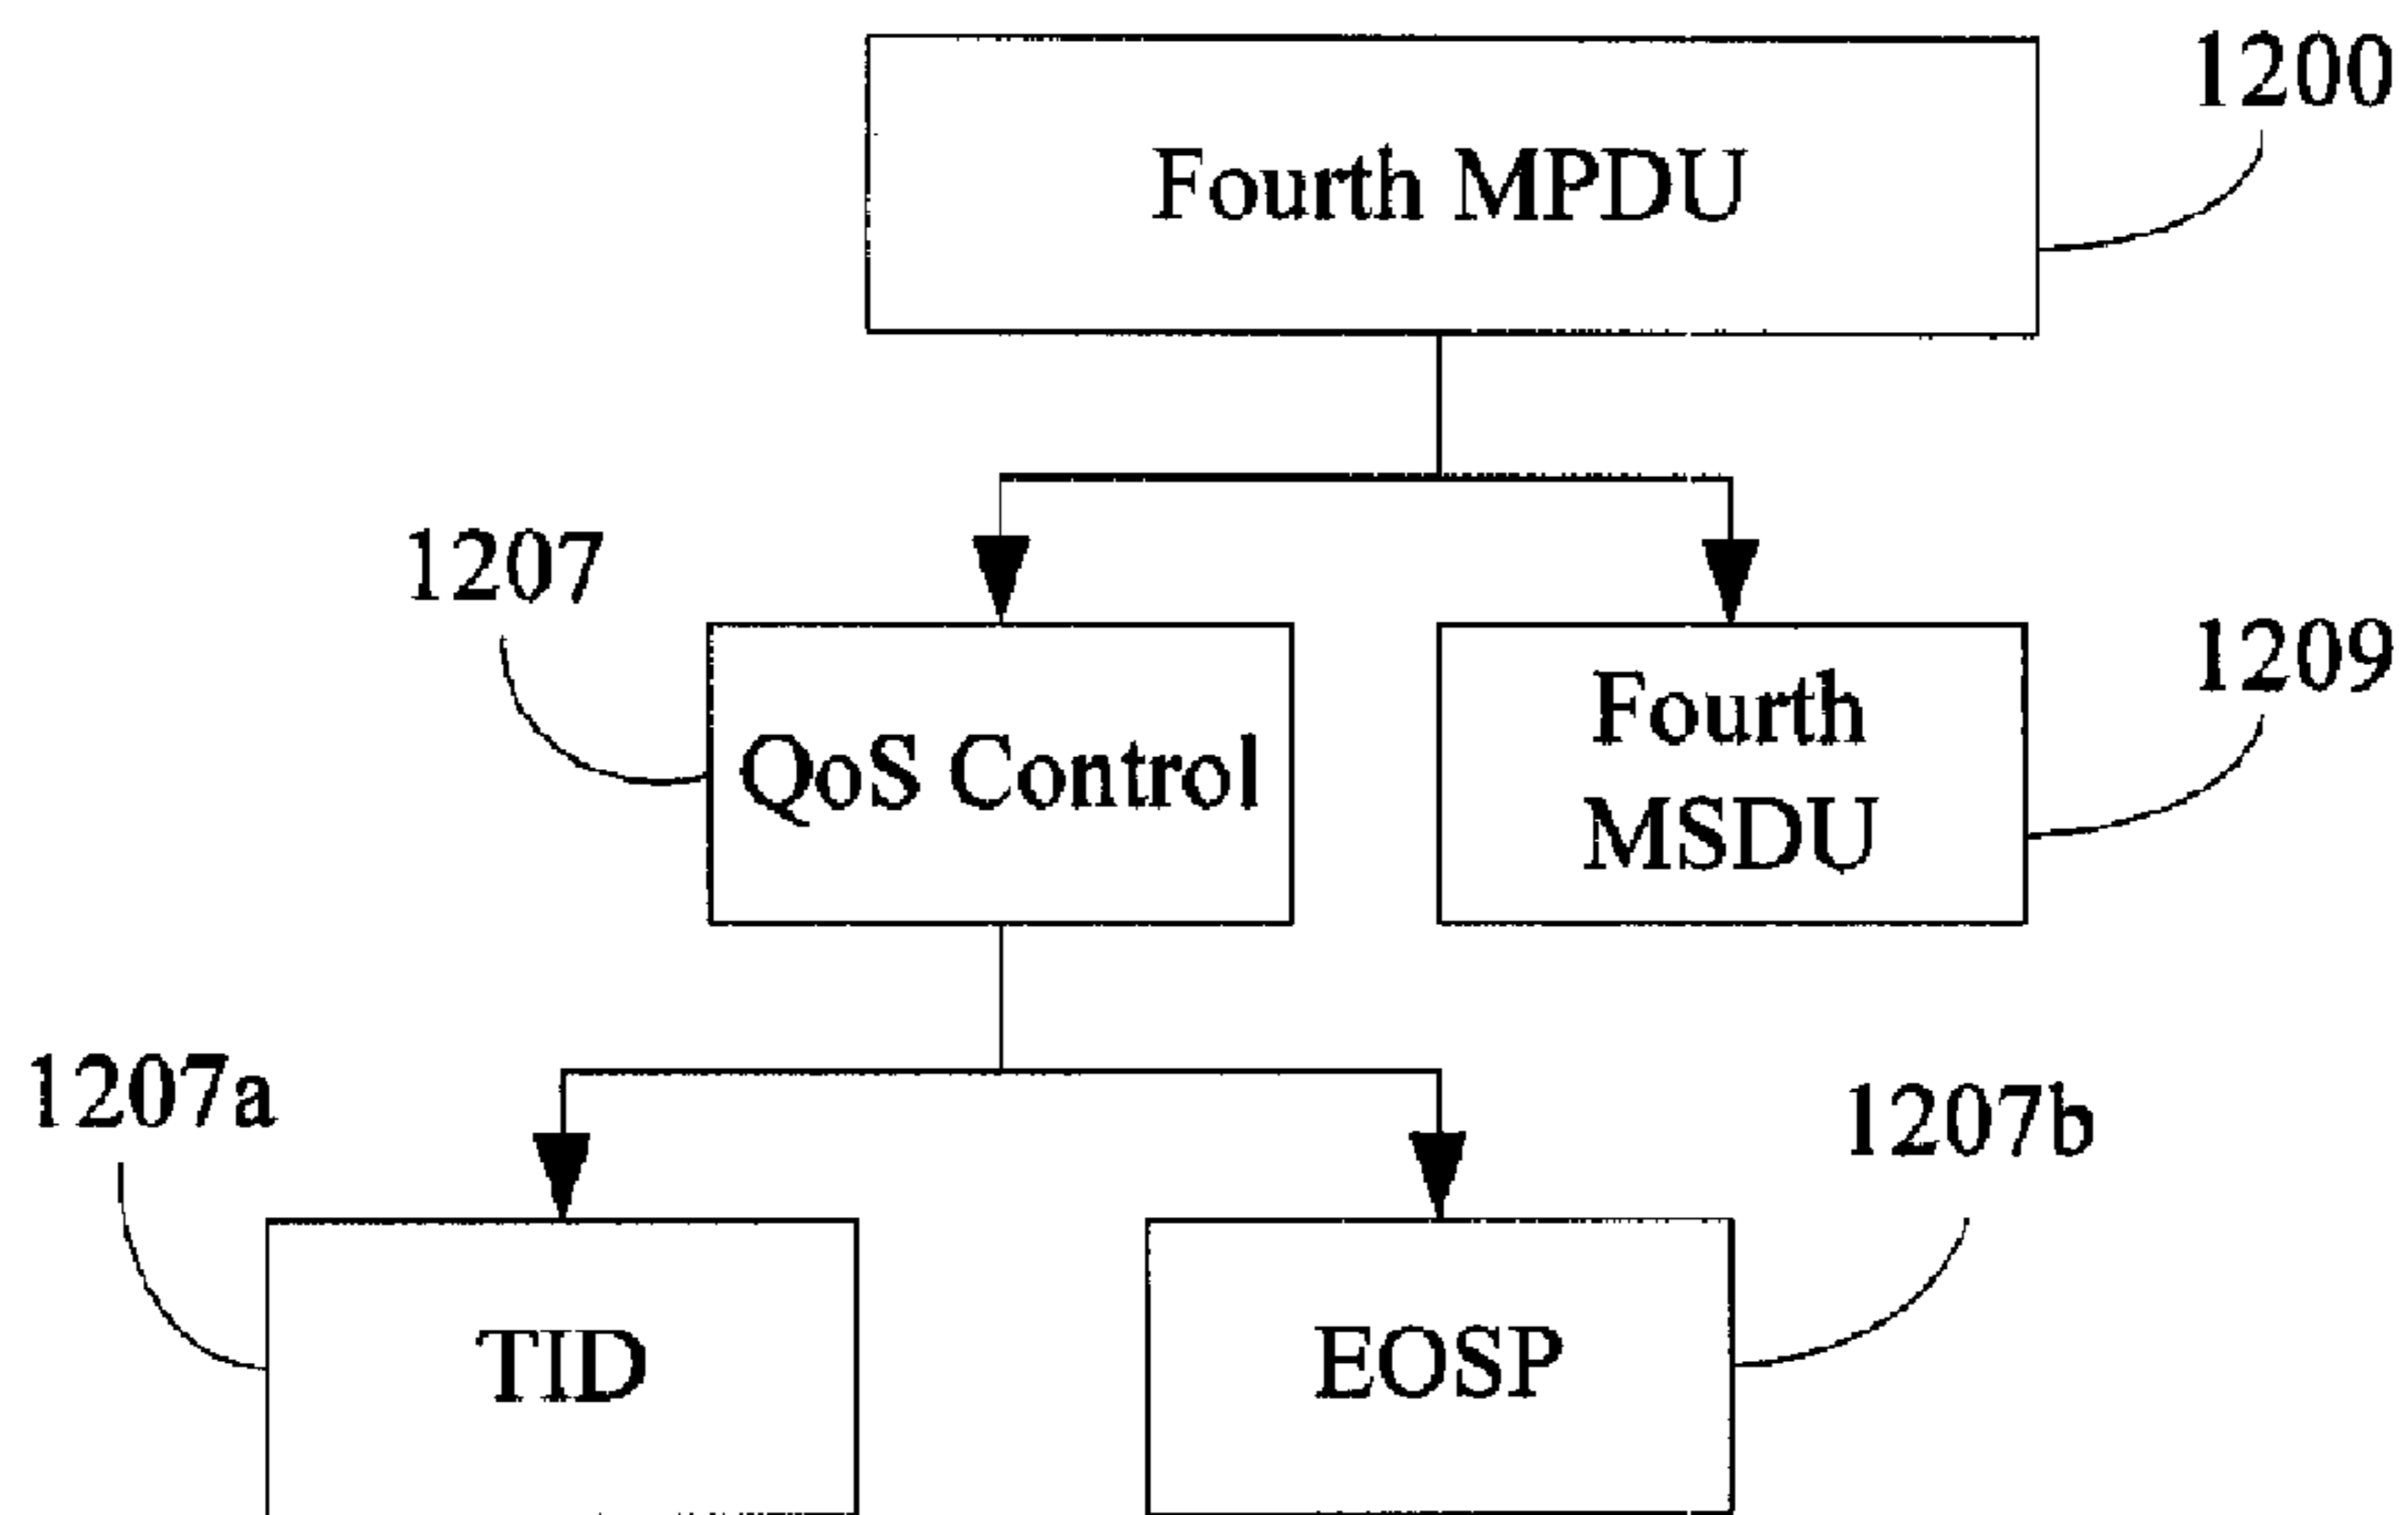 1200
Fourth MPDU
1207
1209
QoS Control
Fourth
MSDU
1207a
1207b
TID
EOSP